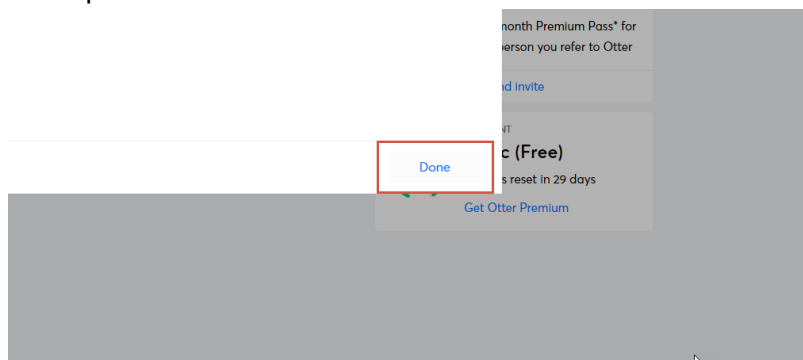 month Premium Pass* for
person you refer to Otter
nd invite
NT
c (Free)
s reset in 29 days
Get Otter Premium
Done